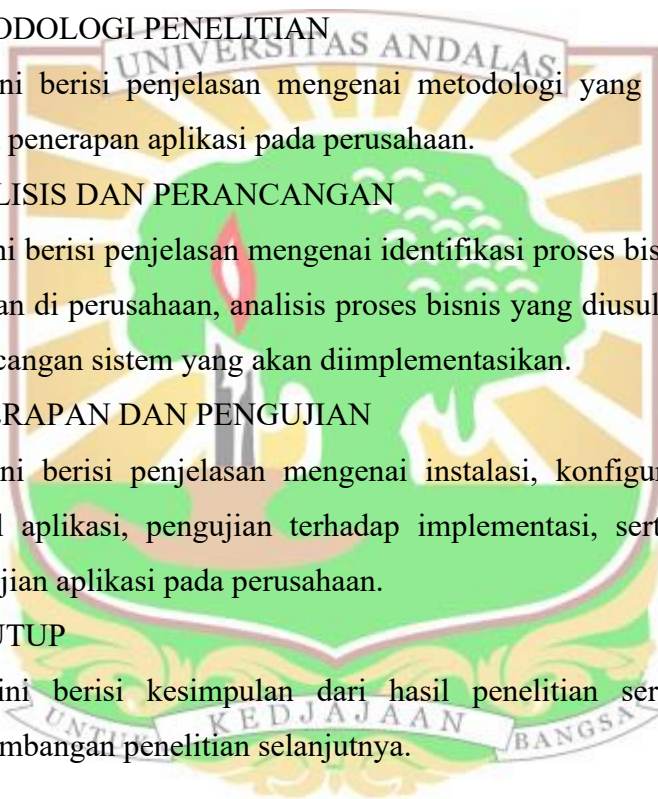 ODOLOGI PENELITIAN
UNIVERSITAS ANDALAS
ni berisi penjelasan mengenai metodologi yang
penerapan aplikasi pada perusahaan.
LISIS DAN PERANCANGAN
ni berisi penjelasan mengenai identifikasi proses bis
an di perusahaan, analisis proses bisnis yang diusul
cangan sistem yang akan diimplementasikan.
ERAPAN DAN PENGUJIAN
ni berisi penjelasan mengenai instalasi, konfigur
l aplikasi, pengujian terhadap implementasi, sert
jian aplikasi pada perusahaan.
UTUP
ini berisi kesimpulan dari hasil penelitian ser
mbangan penelitian selanjutnya.
UNTUK KEDJAJAAN BANGSA